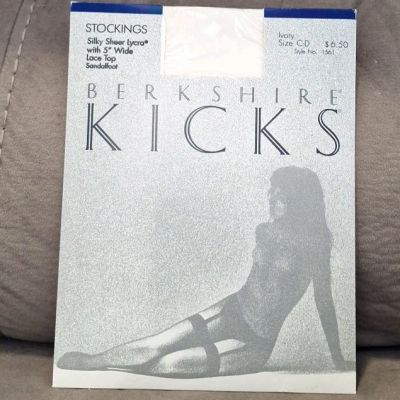 STOCKINGS
Silky Sheer Lycra®
with 5" Wide
Lace Top
Sandalfoot
Ivory
Size C-D $6.50
Style No. 1361
BERKSHIRE®
KICKS